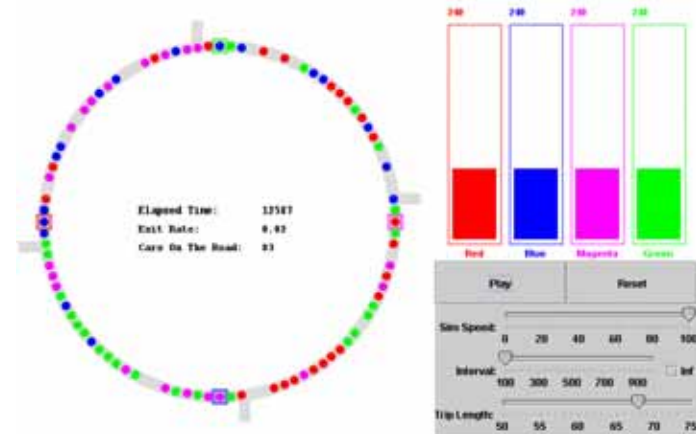 240 240 240 240
Elapsed Time: 12587
Exit Rate: 0.02
Cars On The Road: 83
Red Blue Magenta Green
Play Reset
Sim Speed:
0 20 40 60 80 100
Interval: Inf
100 300 500 700 900
Trip Length:
50 55 60 65 70 75